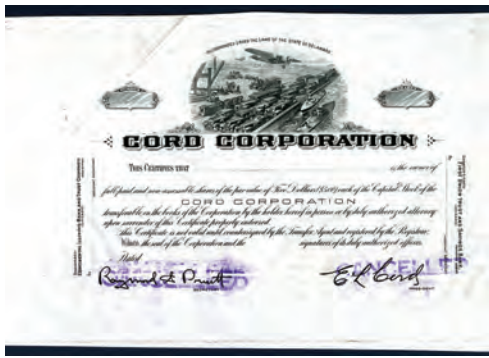 INCORPORATED UNDER THE LAWS OF THE STATE OF DELAWARE
CORD CORPORATION
THIS CERTIFIES THAT is the owner of
full paid and non assessable shares of the par value of Five Dollars ($5.00) each of the Capital Stock of the
CORD CORPORATION
transferable on the books of the Corporation by the holder hereof in person or by duly authorized attorney
upon surrender of this Certificate properly endorsed.
This Certificate is not valid until countersigned by the Transfer Agent and registered by the Registrar.
Witness the seal of the Corporation and the signatures of its duly authorized officers.
Dated
CANCELLED
Raymond S. Pruitt
E L Cord